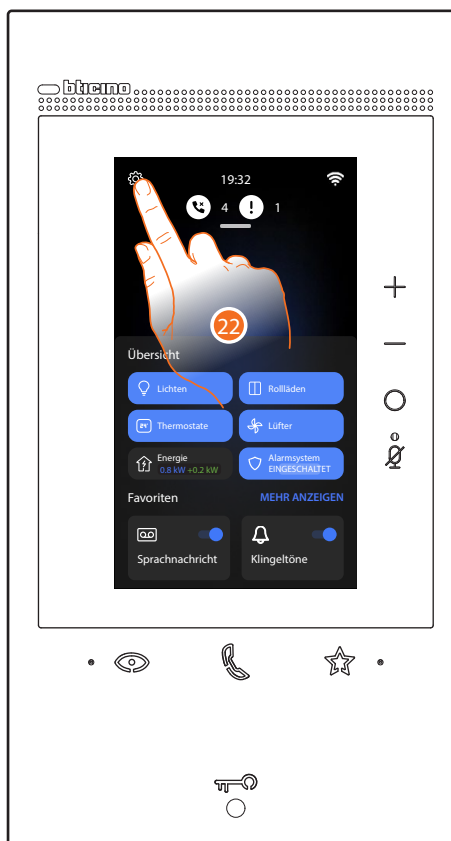 bticino
19:32
4 1
22
Übersicht
Lichten Rollläden
Thermostate Lüfter
Energie Alarmsystem
0.8 kW +0.2 kW EINGESCHALTET
Favoriten MEHR ANZEIGEN
Sprachnachricht Klingeltöne